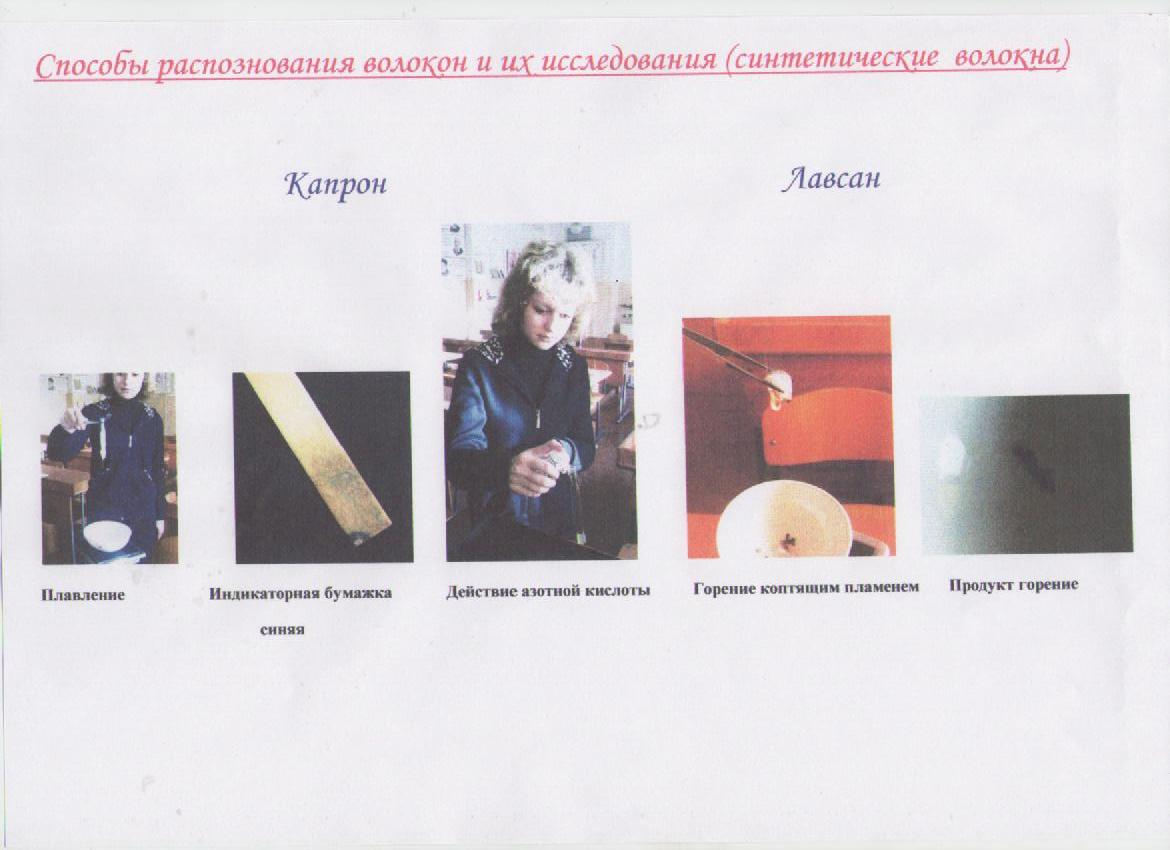 Способы распознования волокон и их исследования (синтетические волокна)
Капрон
Лавсан
Плавление
Индикаторная бумажка
синяя
Действие азотной кислоты
Горение коптящим пламенем
Продукт горение